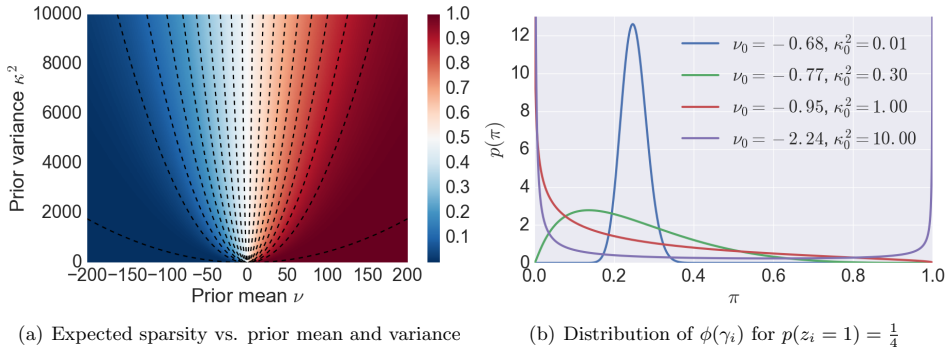 10000
8000
6000
4000
2000
0
Prior variance κ²
−200−150−100−50 0 50 100 150 200
Prior mean ν
1.0
0.9
0.8
0.7
0.6
0.5
0.4
0.3
0.2
0.1
(a) Expected sparsity vs. prior mean and variance
12
10
8
6
4
2
0
p(π)
ν₀ = −0.68, κ₀² = 0.01
ν₀ = −0.77, κ₀² = 0.30
ν₀ = −0.95, κ₀² = 1.00
ν₀ = −2.24, κ₀² = 10.00
0.0 0.2 0.4 0.6 0.8 1.0
π
(b) Distribution of ϕ(γᵢ) for p(zᵢ = 1) = ¼